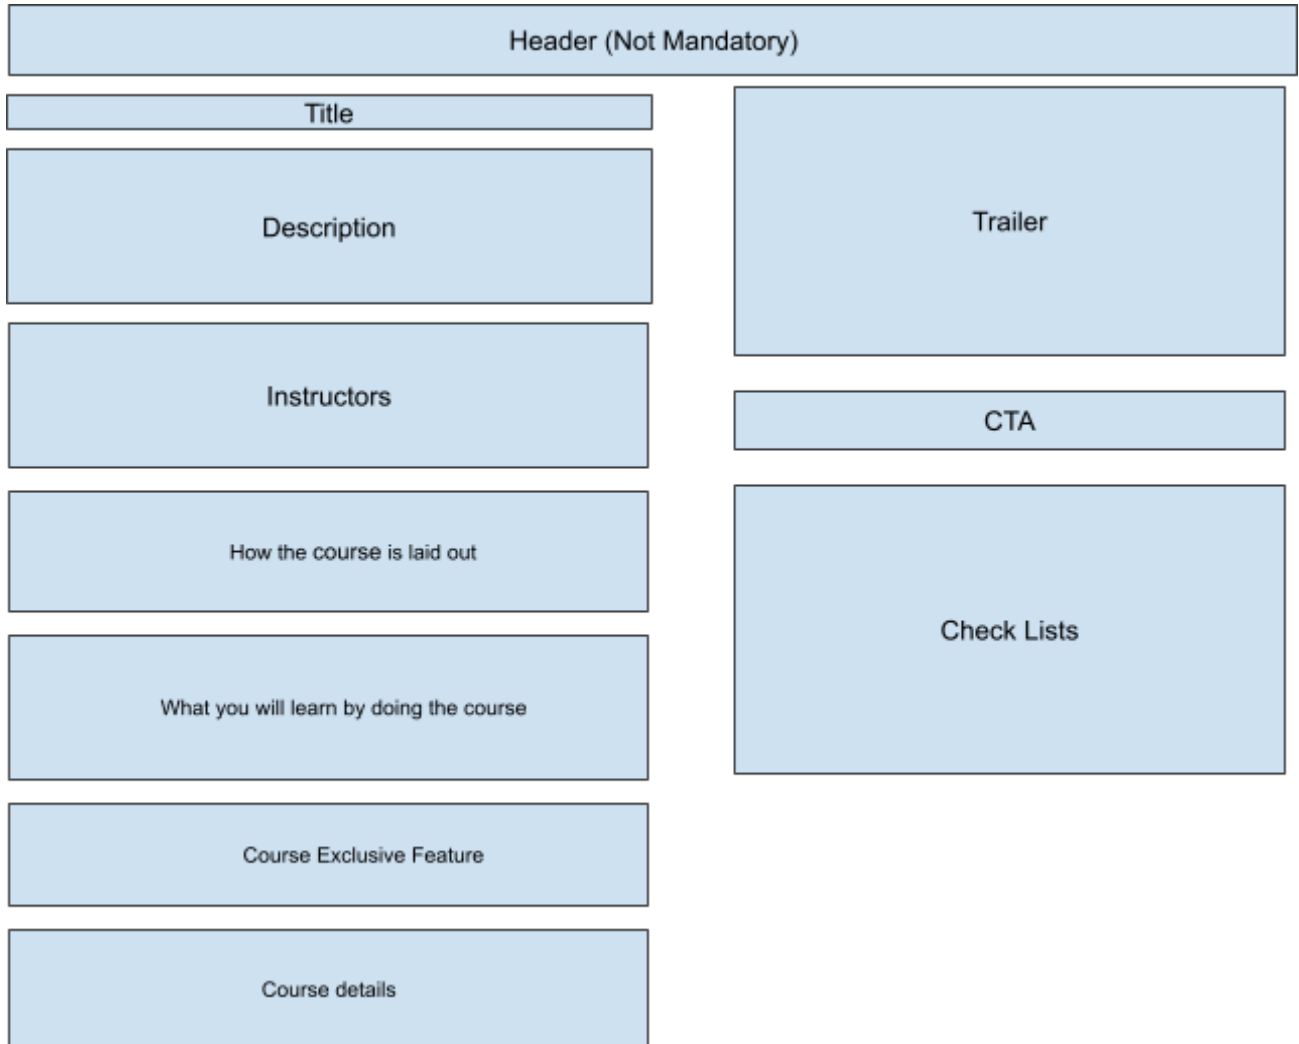 Header (Not Mandatory)
Title
Description
Instructors
How the course is laid out
What you will learn by doing the course
Course Exclusive Feature
Course details
Trailer
CTA
Check Lists